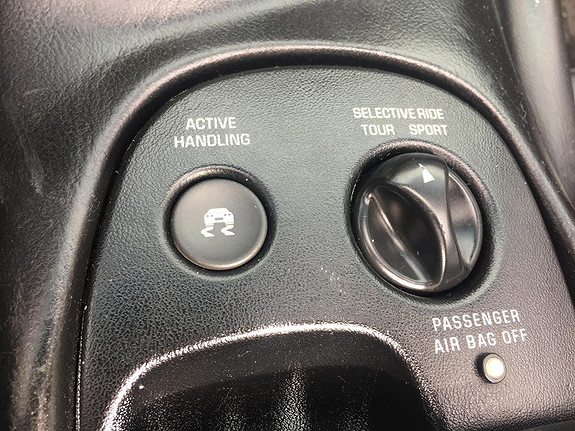 ACTIVE
HANDLING
SELECTIVE RIDE
TOUR SPORT
PASSENGER
AIR BAG OFF